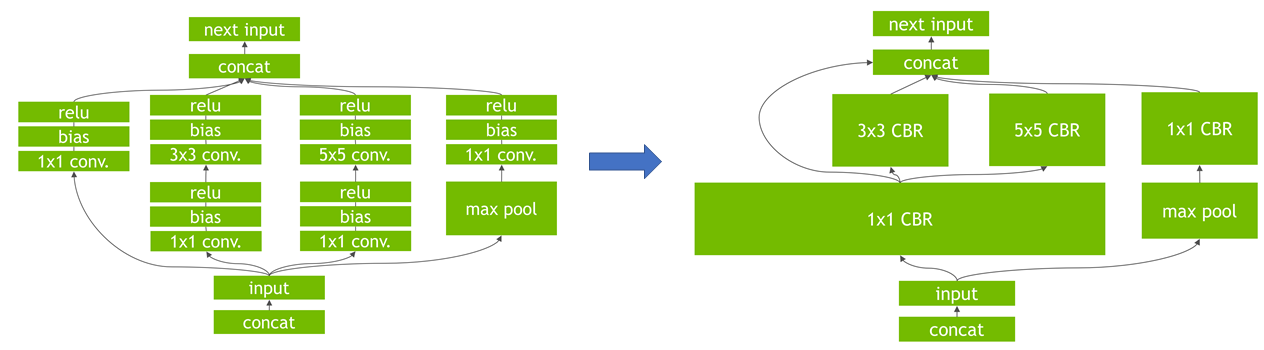 next input
concat
relu
bias
1x1 conv.
relu
bias
3x3 conv.
relu
bias
1x1 conv.
relu
bias
5x5 conv.
relu
bias
1x1 conv.
relu
bias
1x1 conv.
max pool
input
concat
next input
concat
3x3 CBR
5x5 CBR
1x1 CBR
1x1 CBR
max pool
input
concat